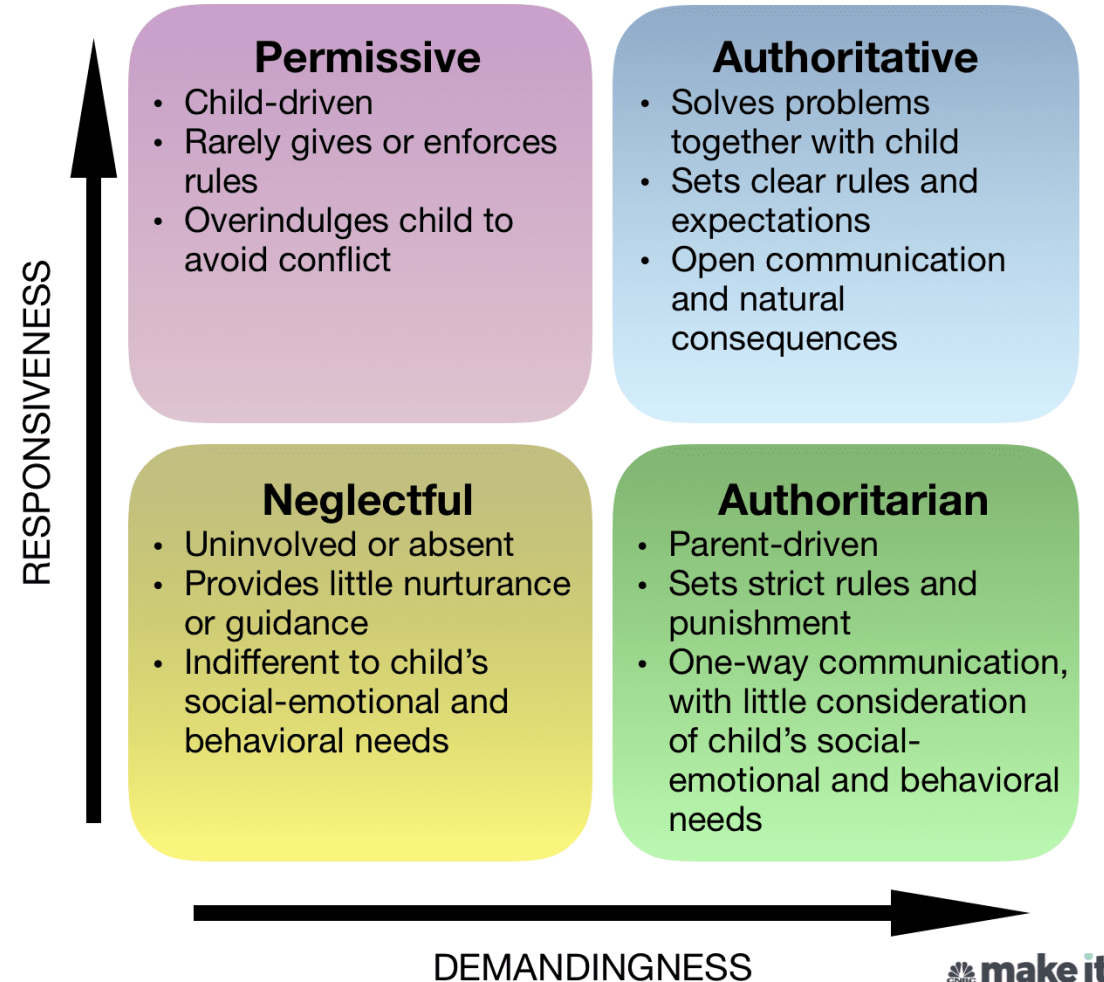 Permissive
• Child-driven
• Rarely gives or enforces
rules
• Overindulges child to
avoid conflict
Authoritative
• Solves problems
together with child
• Sets clear rules and
expectations
• Open communication
and natural
consequences
RESPONSIVENESS
Neglectful
• Uninvolved or absent
• Provides little nurturance
or guidance
• Indifferent to child's
social-emotional and
behavioral needs
Authoritarian
• Parent-driven
• Sets strict rules and
punishment
• One-way communication,
with little consideration
of child's social-
emotional and behavioral
needs
DEMANDINGNESS
CNBC make it